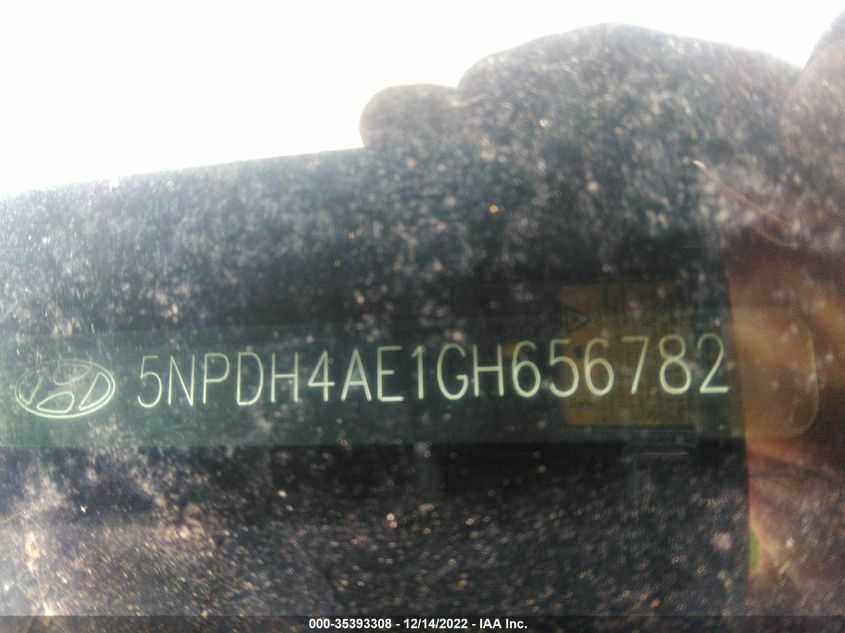 5NPDH4AE1GH656782
000-35393308 - 12/14/2022 - IAA Inc.